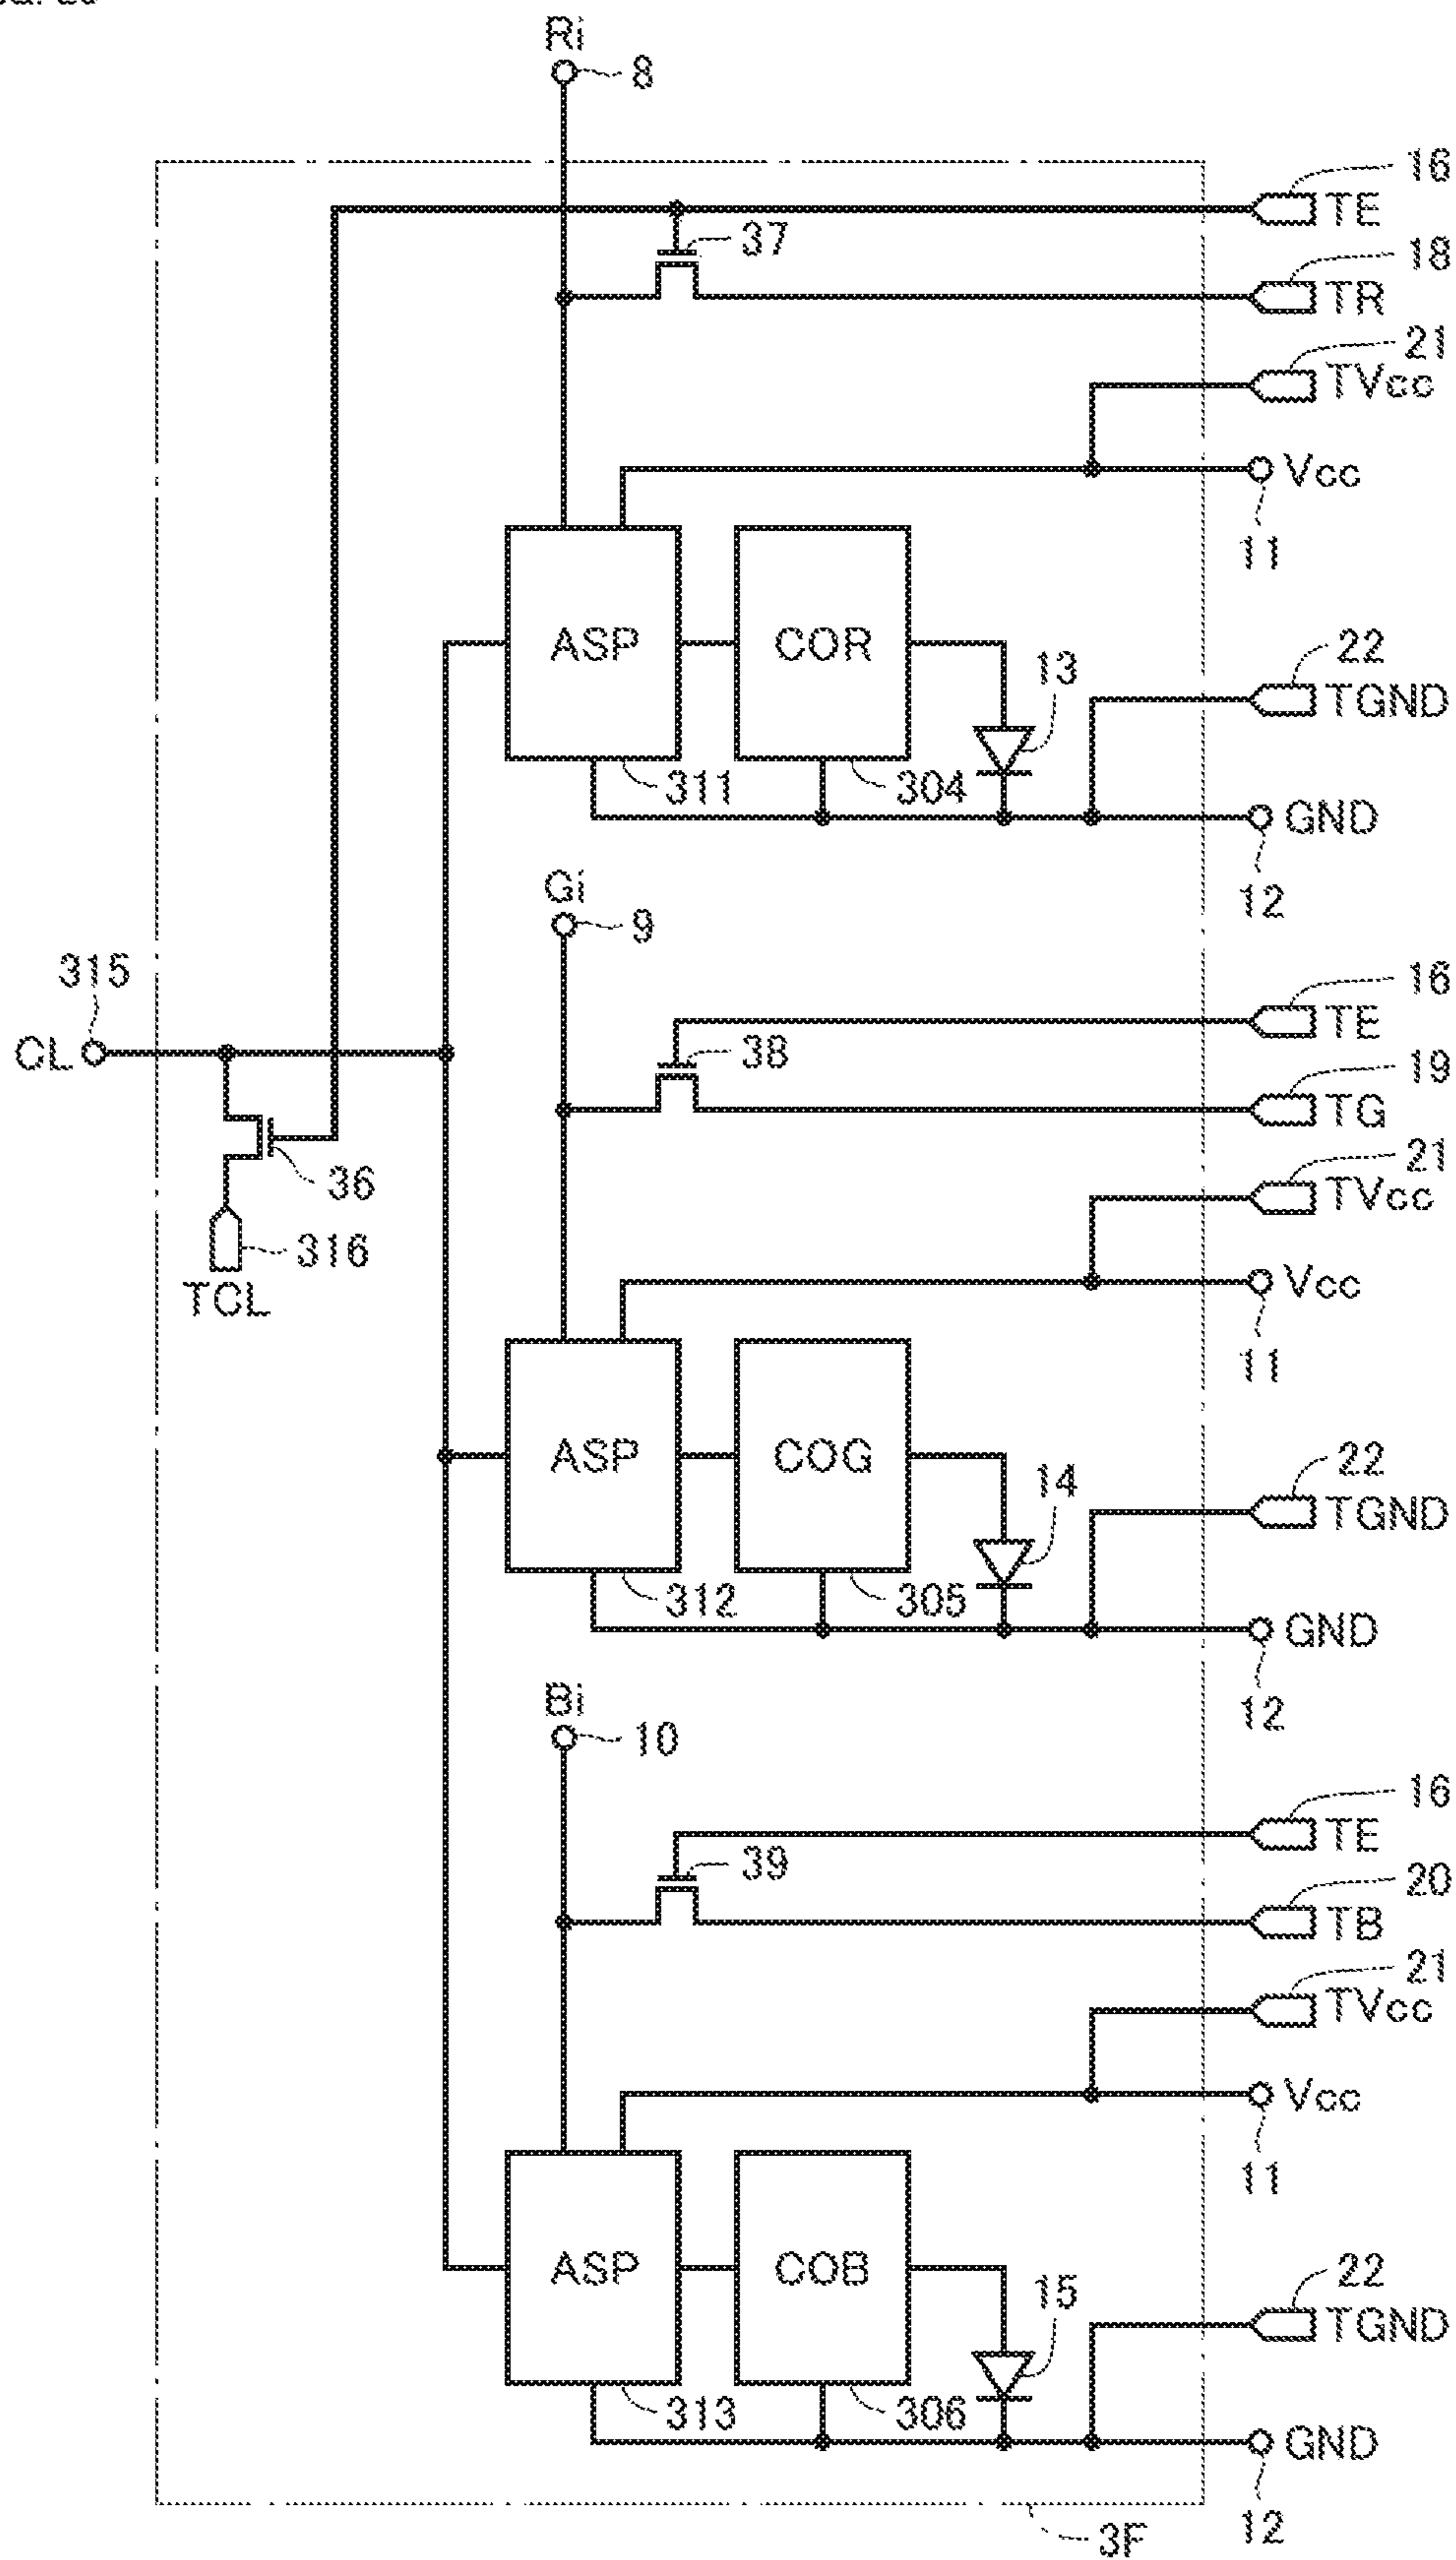 Ri
8
16
TE
37
18
TR
21
TVcc
Vcc
11
ASP
COR
13
22
TGND
311
304
GND
12
Gi
9
315
CL
16
TE
38
19
TG
36
21
TVcc
316
TCL
Vcc
11
ASP
COG
14
22
TGND
312
305
GND
12
Bi
10
16
TE
39
20
TB
21
TVcc
Vcc
11
ASP
COB
15
22
TGND
313
306
GND
12
3F